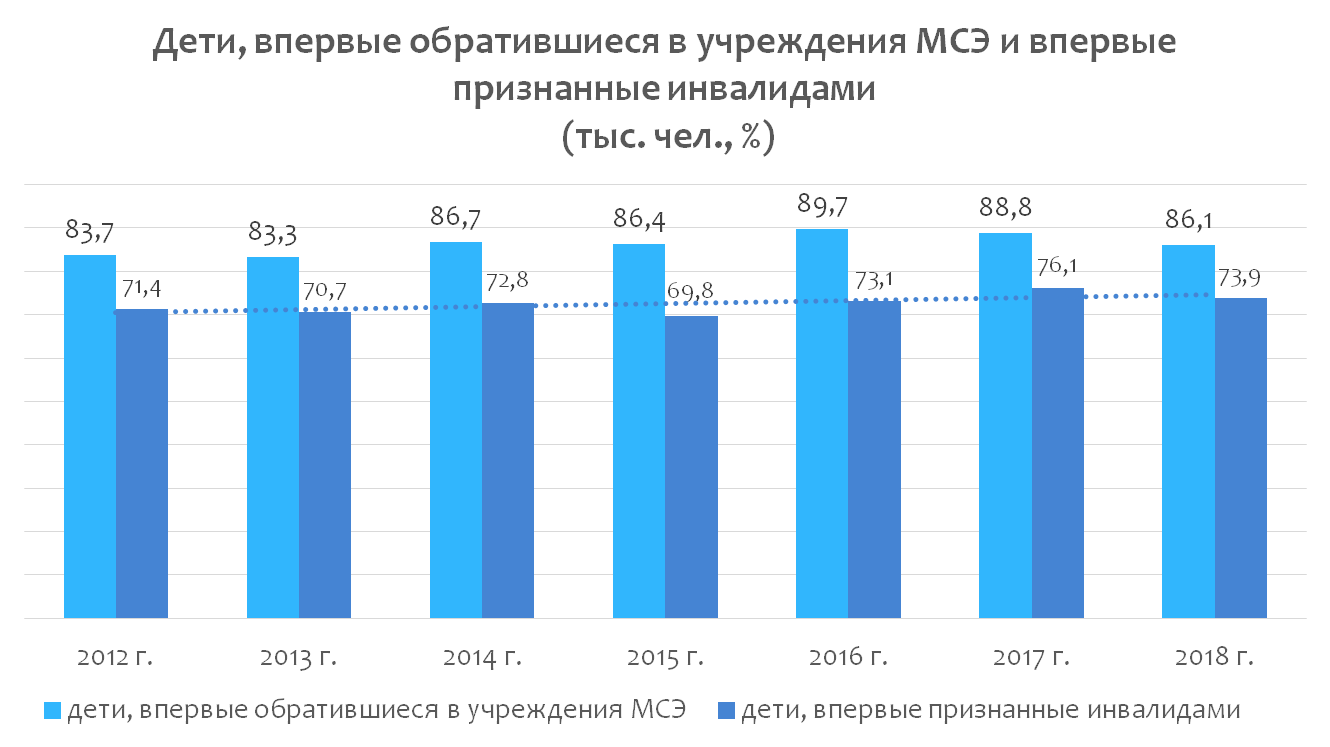 Дети, впервые обратившиеся в учреждения МСЭ и впервые
признанные инвалидами
(тыс. чел., %)
83,7
71,4
83,3
70,7
86,7
72,8
86,4
69,8
89,7
73,1
88,8
76,1
86,1
73,9
2012 г.
2013 г.
2014 г.
2015 г.
2016 г.
2017 г.
2018 г.
дети, впервые обратившиеся в учреждения МСЭ
дети, впервые признанные инвалидами